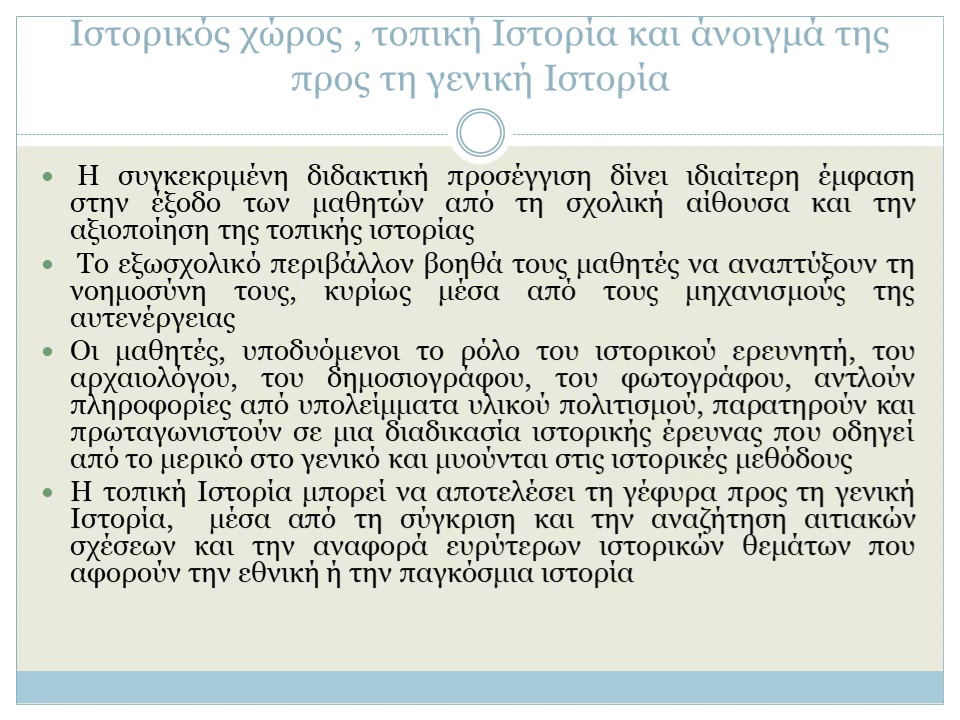 Ιστορικός χώρος , τοπική Ιστορία και άνοιγμά της
προς τη γενική Ιστορία
• Η συγκεκριμένη διδακτική προσέγγιση δίνει ιδιαίτερη έμφαση
στην έξοδο των μαθητών από τη σχολική αίθουσα και την
αξιοποίηση της τοπικής ιστορίας
• Το εξωσχολικό περιβάλλον βοηθά τους μαθητές να αναπτύξουν τη
νοημοσύνη τους, κυρίως μέσα από τους μηχανισμούς της
αυτενέργειας
• Οι μαθητές, υποδυόμενοι το ρόλο του ιστορικού ερευνητή, του
αρχαιολόγου, του δημοσιογράφου, του φωτογράφου, αντλούν
πληροφορίες από υπολείμματα υλικού πολιτισμού, παρατηρούν και
πρωταγωνιστούν σε μια διαδικασία ιστορικής έρευνας που οδηγεί
από το μερικό στο γενικό και μυούνται στις ιστορικές μεθόδους
• Η τοπική Ιστορία μπορεί να αποτελέσει τη γέφυρα προς τη γενική
Ιστορία, μέσα από τη σύγκριση και την αναζήτηση αιτιακών
σχέσεων και την αναφορά ευρύτερων ιστορικών θεμάτων που
αφορούν την εθνική ή την παγκόσμια ιστορία